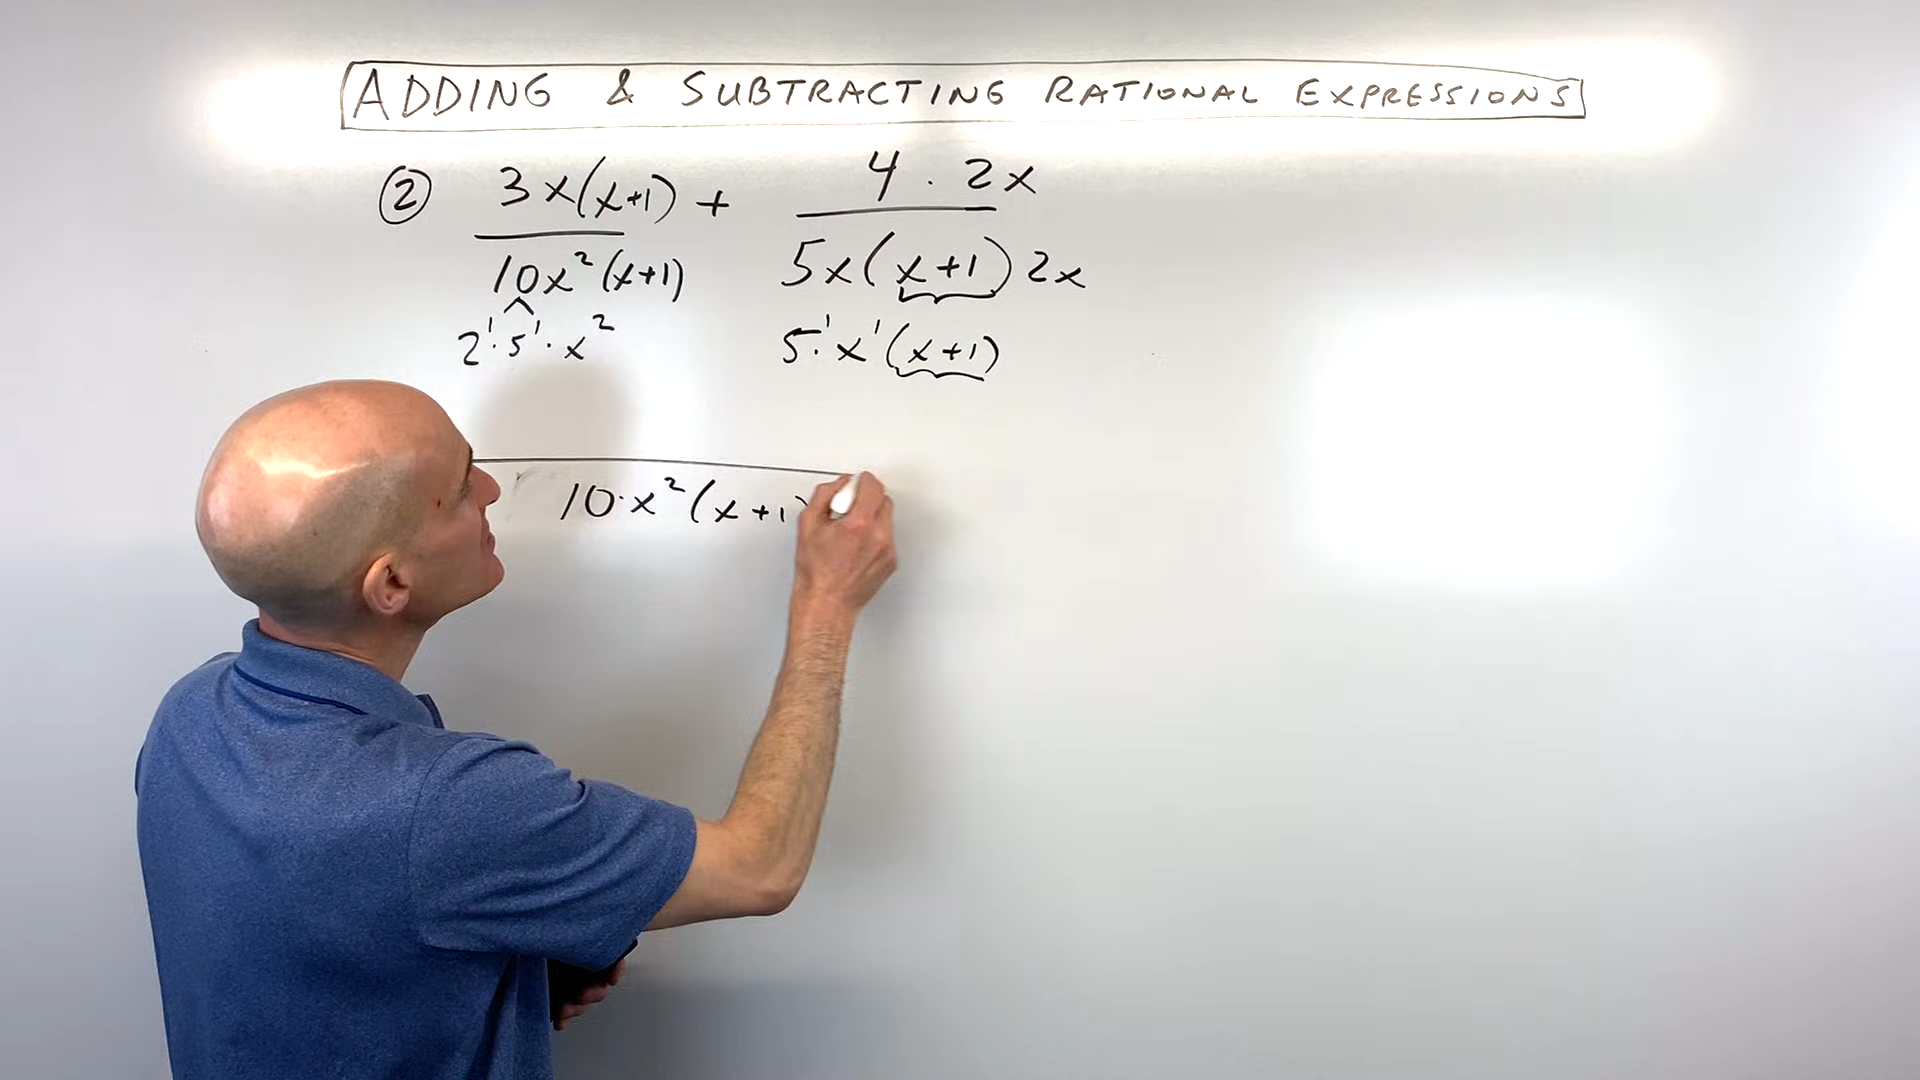 ADDING & SUBTRACTING RATIONAL EXPRESSIONS
② 3x(x+1) + 4 · 2x
10x²(x+1) 5x(x+1)2x
2¹·5¹·x² 5¹·x¹(x+1)
10·x²(x+1)